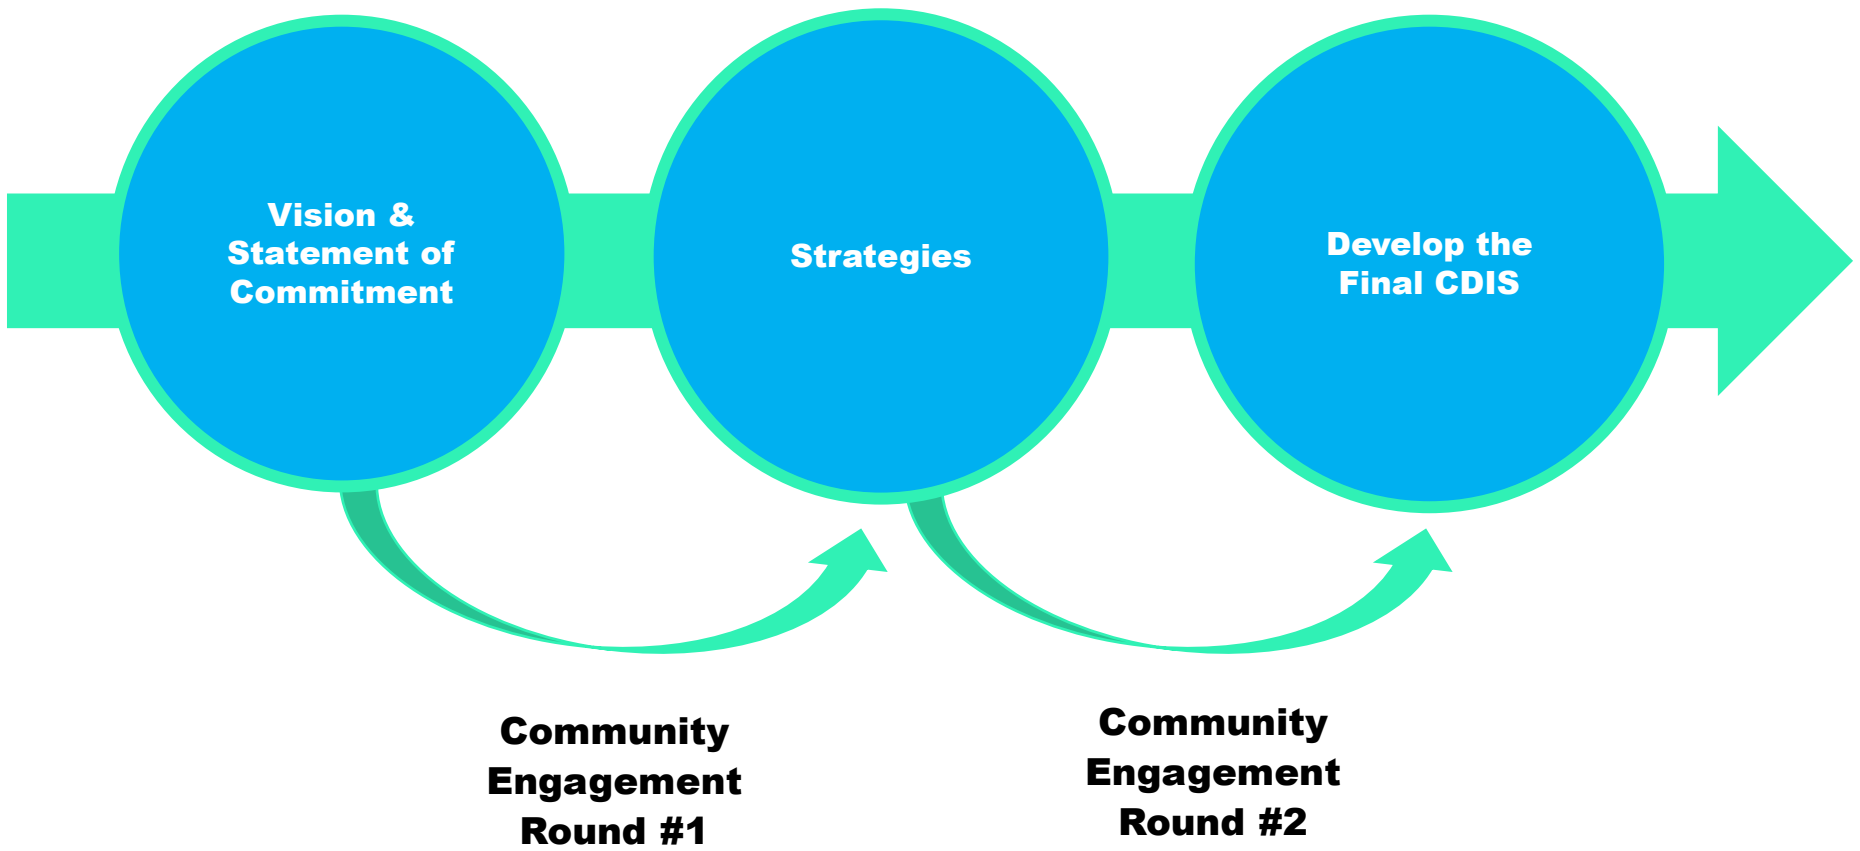 Vision &
Statement of
Commitment
Strategies
Develop the
Final CDIS
Community
Engagement
Round #1
Community
Engagement
Round #2